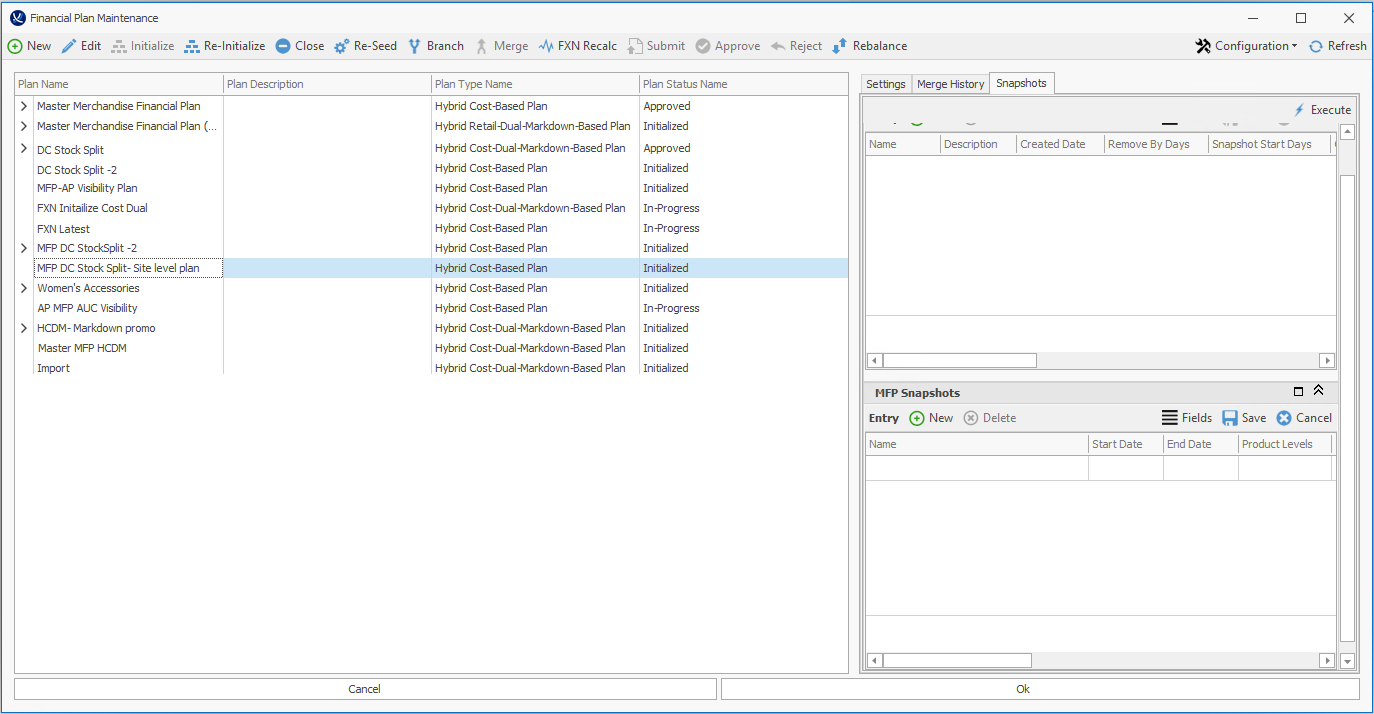 Financial Plan Maintenance
New Edit Initialize Re-Initialize Close Re-Seed Branch Merge FXN Recalc Submit Approve Reject Rebalance Configuration Refresh
Plan Name Plan Description Plan Type Name Plan Status Name
Master Merchandise Financial Plan Hybrid Cost-Based Plan Approved
Master Merchandise Financial Plan (... Hybrid Retail-Dual-Markdown-Based Plan Initialized
DC Stock Split Hybrid Cost-Dual-Markdown-Based Plan Approved
DC Stock Split -2 Hybrid Cost-Based Plan Initialized
MFP-AP Visibility Plan Hybrid Cost-Based Plan Initialized
FXN Initailize Cost Dual Hybrid Cost-Dual-Markdown-Based Plan In-Progress
FXN Latest Hybrid Cost-Based Plan In-Progress
MFP DC StockSplit -2 Hybrid Cost-Based Plan Initialized
MFP DC Stock Split- Site level plan Hybrid Cost-Based Plan Initialized
Women's Accessories Hybrid Cost-Based Plan Initialized
AP MFP AUC Visibility Hybrid Cost-Based Plan In-Progress
HCDM- Markdown promo Hybrid Cost-Dual-Markdown-Based Plan Initialized
Master MFP HCDM Hybrid Cost-Dual-Markdown-Based Plan Initialized
Import Hybrid Cost-Dual-Markdown-Based Plan Initialized
Settings Merge History Snapshots
Execute
Name Description Created Date Remove By Days Snapshot Start Days
MFP Snapshots
Entry New Delete Fields Save Cancel
Name Start Date End Date Product Levels
Cancel Ok